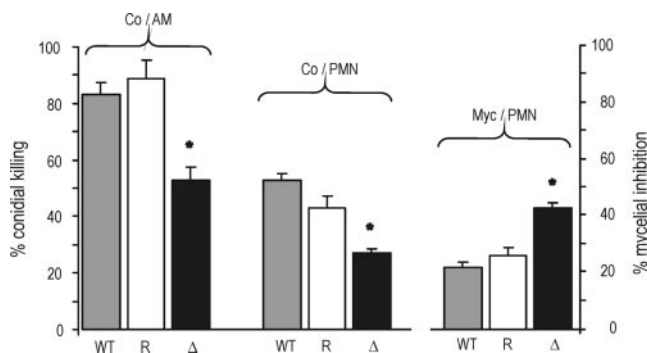 Co / AM
Co / PMN
Myc / PMN
% conidial killing
100
80
60
40
20
0
*
*
*
WT R Δ
WT R Δ
WT R Δ
100
80
60
40
20
0
% mycelial inhibition